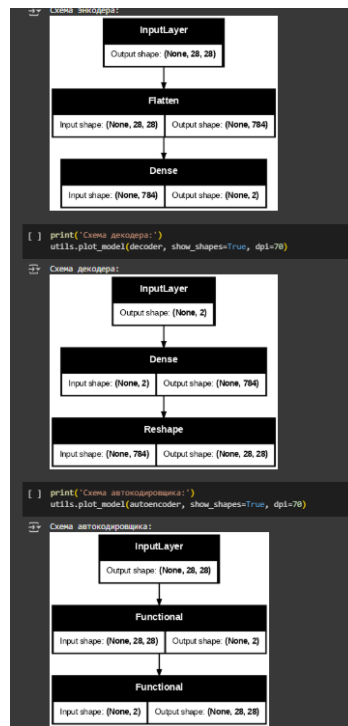 Схема энкодера:
InputLayer
Output shape: (None, 28, 28)
Flatten
Input shape: (None, 28, 28) Output shape: (None, 784)
Dense
Input shape: (None, 784) Output shape: (None, 2)
[ ] print('Схема декодера:')
utils.plot_model(decoder, show_shapes=True, dpi=70)
Схема декодера:
InputLayer
Output shape: (None, 2)
Dense
Input shape: (None, 2) Output shape: (None, 784)
Reshape
Input shape: (None, 784) Output shape: (None, 28, 28)
[ ] print('Схема автокодировщика:')
utils.plot_model(autoencoder, show_shapes=True, dpi=70)
Схема автокодировщика:
InputLayer
Output shape: (None, 28, 28)
Functional
Input shape: (None, 28, 28) Output shape: (None, 2)
Functional
Input shape: (None, 2) Output shape: (None, 28, 28)